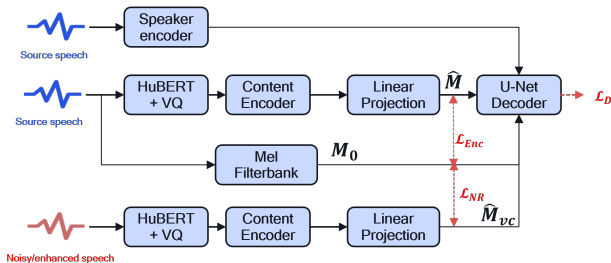 Speaker
encoder
Source speech
HuBERT
+ VQ
Content
Encoder
Linear
Projection
M̂
U-Net
Decoder
ℒ_D
Source speech
ℒ_Enc
Mel
Filterbank
M_0
ℒ_NR
HuBERT
+ VQ
Content
Encoder
Linear
Projection
M̂_vc
Noisy/enhanced speech